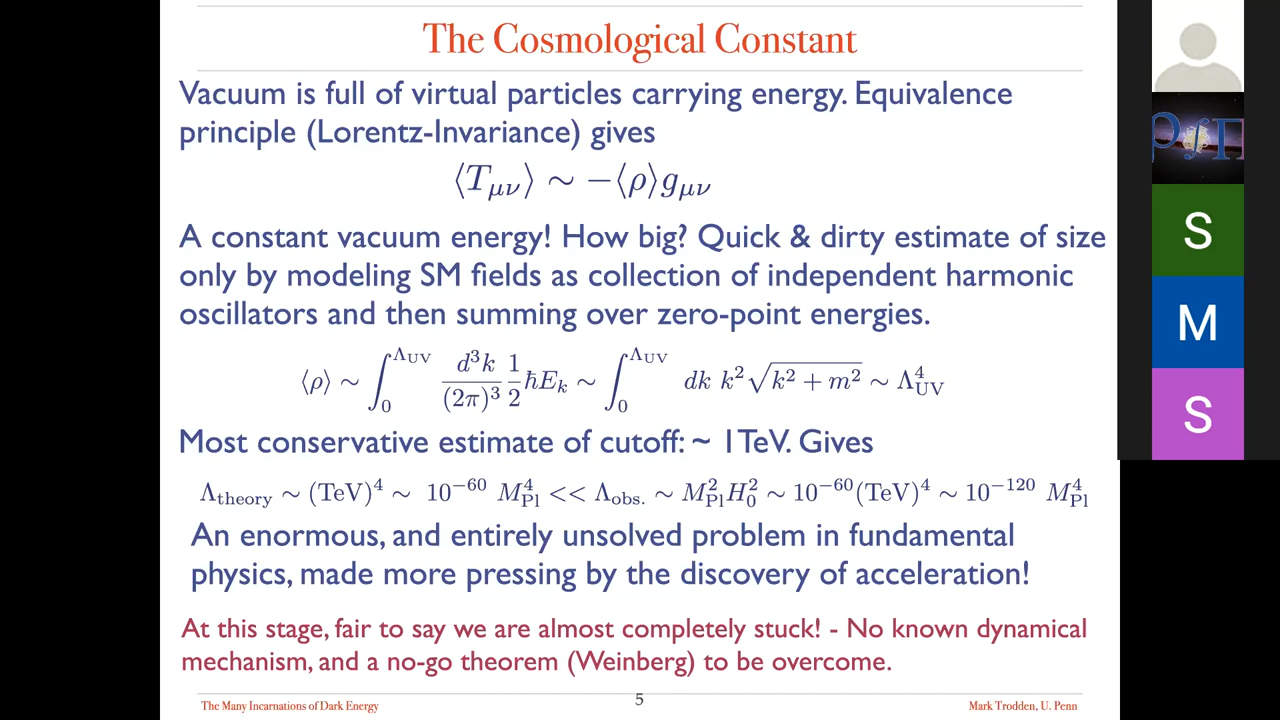 The Cosmological Constant
Vacuum is full of virtual particles carrying energy. Equivalence
principle (Lorentz-Invariance) gives
⟨T_{μν}⟩ ∼ −⟨ρ⟩g_{μν}
A constant vacuum energy! How big? Quick & dirty estimate of size
only by modeling SM fields as collection of independent harmonic
oscillators and then summing over zero-point energies.
⟨ρ⟩ ∼ ∫_0^{Λ_UV} d³k/(2π)³ 1/2 ħE_k ∼ ∫_0^{Λ_UV} dk k² √(k² + m²) ∼ Λ_UV^4
Most conservative estimate of cutoff: ~ 1TeV. Gives
Λ_theory ∼ (TeV)^4 ∼ 10^{−60} M_Pl^4 << Λ_obs. ∼ M_Pl^2 H_0^2 ∼ 10^{−60}(TeV)^4 ∼ 10^{−120} M_Pl^4
An enormous, and entirely unsolved problem in fundamental
physics, made more pressing by the discovery of acceleration!
At this stage, fair to say we are almost completely stuck! - No known dynamical
mechanism, and a no-go theorem (Weinberg) to be overcome.
The Many Incarnations of Dark Energy
5
Mark Trodden, U. Penn
ρ∫Π
S
M
S